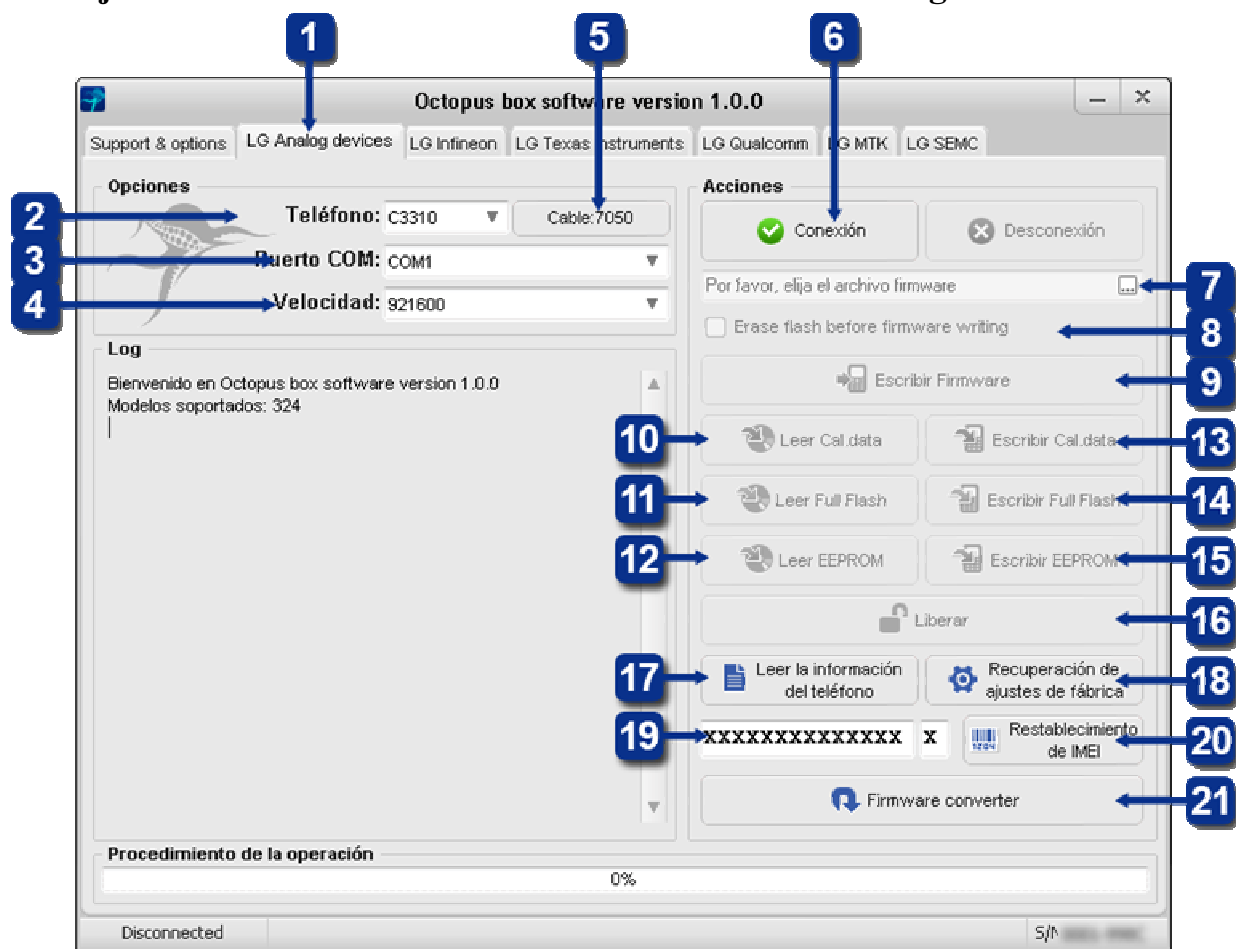 1
5
6
Octopus box software version 1.0.0
Support & options
LG Analog devices
LG Infineon
LG Texas Instruments
LG Qualcomm
LG MTK
LG SEMC
Opciones
2
Teléfono:
C3310
Cable:7050
3
Puerto COM:
COM1
4
Velocidad:
921600
Log
Bienvenido en Octopus box software version 1.0.0
Modelos soportados: 324
Acciones
Conexión
Desconexión
Por favor, elija el archivo firmware
...
7
Erase flash before firmware writing
8
Escribir Firmware
9
10
Leer Cal.data
Escribir Cal.data
13
11
Leer Full Flash
Escribir Full Flash
14
12
Leer EEPROM
Escribir EEPROM
15
Liberar
16
17
Leer la información
del teléfono
Recuperación de
ajustes de fábrica
18
19
XXXXXXXXXXXXXX
X
Restablecimiento
de IMEI
20
Firmware converter
21
Procedimiento de la operación
0%
Disconnected